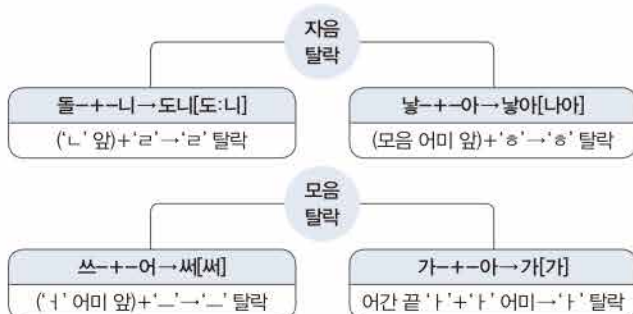 자음
탈락
돌-+-니→도니[도ː니]
(‘ㄴ’ 앞)+‘ㄹ’→‘ㄹ’ 탈락
낳-+-아→낳아[나아]
(모음 어미 앞)+‘ㅎ’→‘ㅎ’ 탈락
모음
탈락
쓰-+-어→써[써]
(‘ㅓ’ 어미 앞)+‘ㅡ’→‘ㅡ’ 탈락
가-+-아→가[가]
어간 끝 ‘ㅏ’+‘ㅏ’ 어미→‘ㅏ’ 탈락